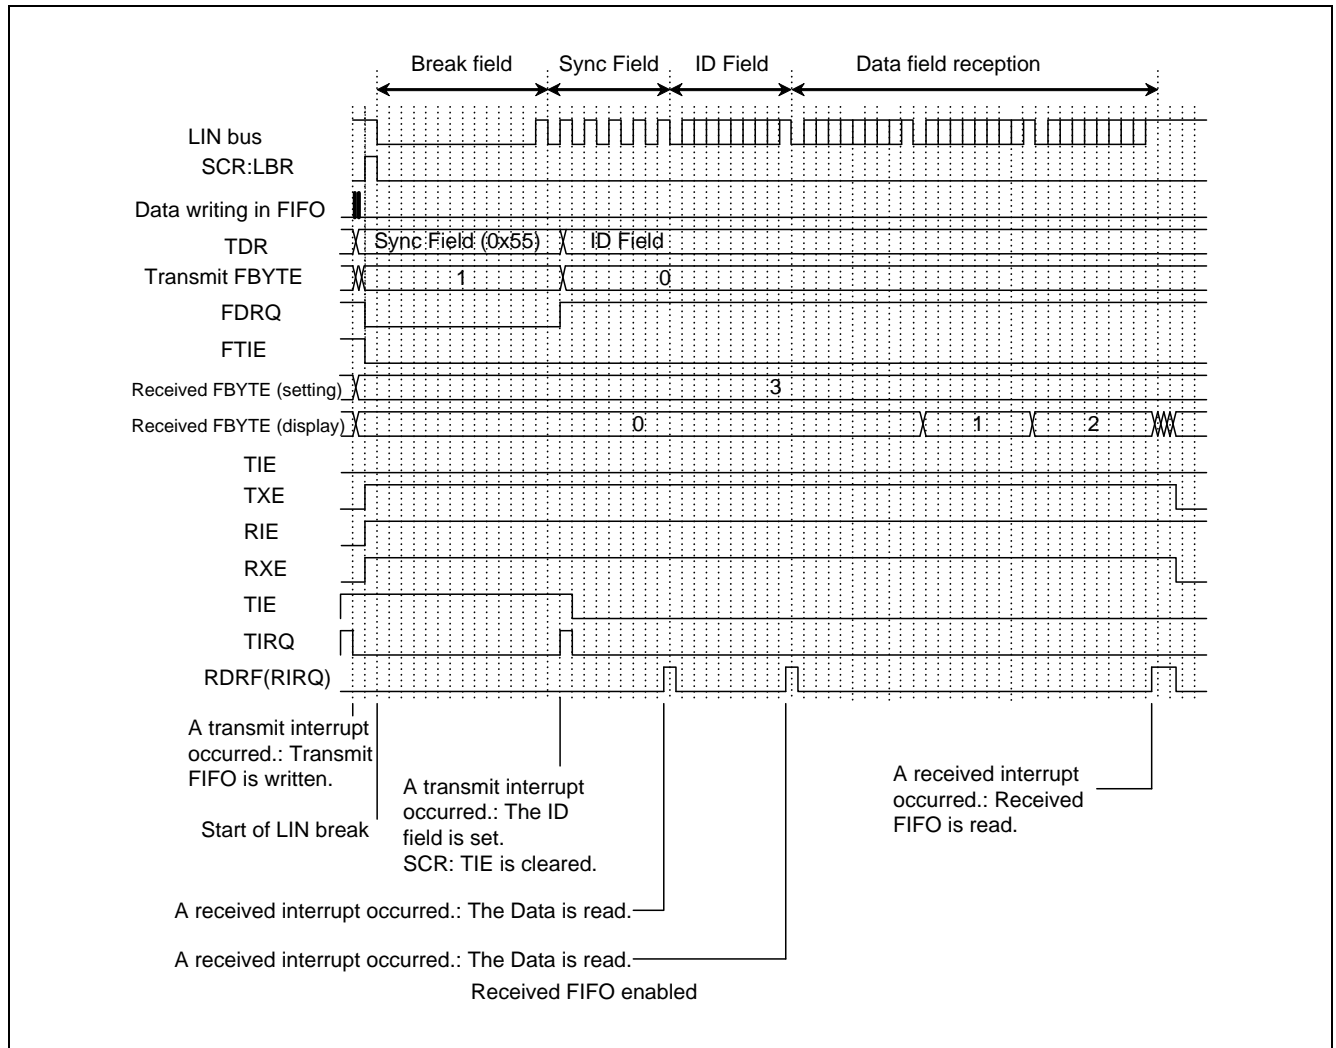 Break field Sync Field ID Field Data field reception
LIN bus
SCR:LBR
Data writing in FIFO
TDR Sync Field (0x55) ID Field
Transmit FBYTE 1 0
FDRQ
FTIE
Received FBYTE (setting) 3
Received FBYTE (display) 0 1 2
TIE
TXE
RIE
RXE
TIE
TIRQ
RDRF(RIRQ)
A transmit interrupt
occurred.: Transmit
FIFO is written.
Start of LIN break
A transmit interrupt
occurred.: The ID
field is set.
SCR: TIE is cleared.
A received interrupt
occurred.: Received
FIFO is read.
A received interrupt occurred.: The Data is read.
A received interrupt occurred.: The Data is read.
Received FIFO enabled